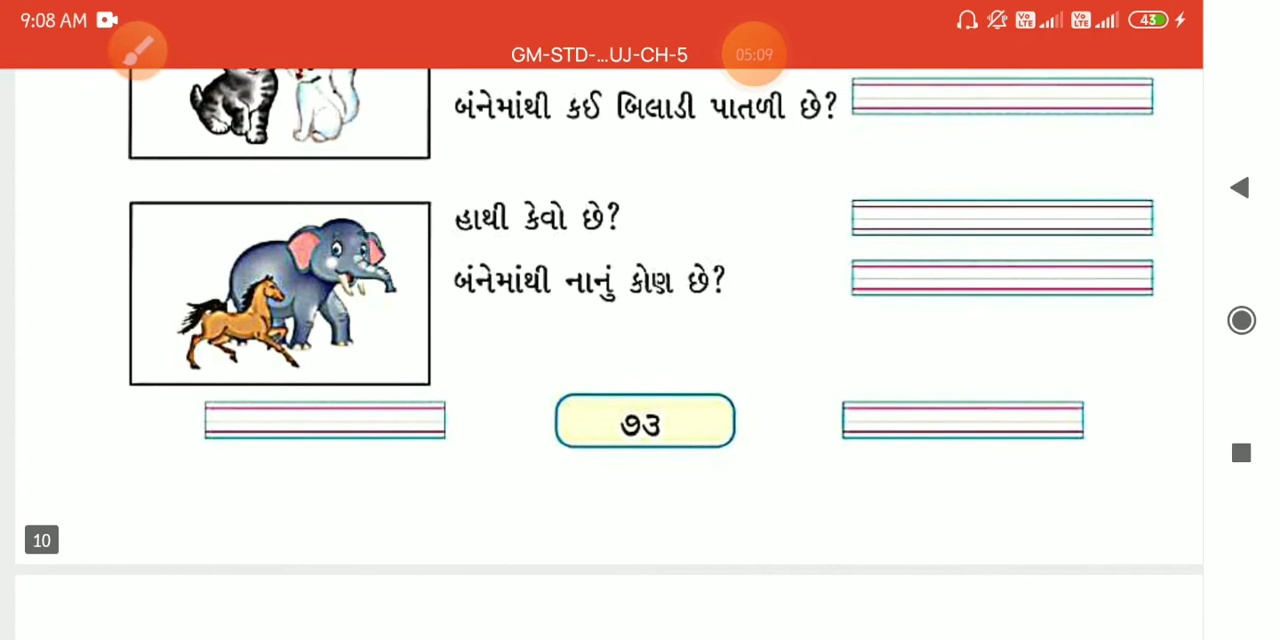 9:08 AM
43
GM-STD-...UJ-CH-5
05:09
બંનેમાંથી કઈ બિલાડી પાતળી છે?
હાથી કેવો છે?
બંનેમાંથી નાનું કોણ છે?
૭૩
10